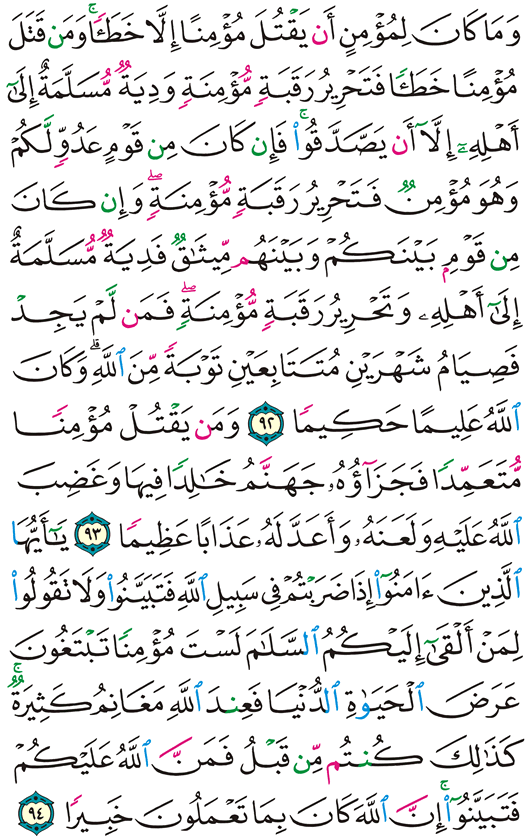 وَمَا كَانَ لِمُؤْمِنٍ أَن يَقْتُلَ مُؤْمِنًا إِلَّا خَطَـًٔا ۚ وَمَن قَتَلَ
مُؤْمِنًا خَطَـًٔا فَتَحْرِيرُ رَقَبَةٍ مُّؤْمِنَةٍ وَدِيَةٌ مُّسَلَّمَةٌ إِلَىٰٓ
أَهْلِهِۦٓ إِلَّآ أَن يَصَّدَّقُوا۟ ۚ فَإِن كَانَ مِن قَوْمٍ عَدُوٍّ لَّكُمْ
وَهُوَ مُؤْمِنٌ فَتَحْرِيرُ رَقَبَةٍ مُّؤْمِنَةٍ ۖ وَإِن كَانَ
مِن قَوْمٍۭ بَيْنَكُمْ وَبَيْنَهُم مِّيثَـٰقٌ فَدِيَةٌ مُّسَلَّمَةٌ
إِلَىٰٓ أَهْلِهِۦ وَتَحْرِيرُ رَقَبَةٍ مُّؤْمِنَةٍ ۖ فَمَن لَّمْ يَجِدْ
فَصِيَامُ شَهْرَيْنِ مُتَتَابِعَيْنِ تَوْبَةً مِّنَ ٱللَّهِ ۗ وَكَانَ
ٱللَّهُ عَلِيمًا حَكِيمًا ٩٢ وَمَن يَقْتُلْ مُؤْمِنًا
مُّتَعَمِّدًا فَجَزَآؤُهُۥ جَهَنَّمُ خَـٰلِدًا فِيهَا وَغَضِبَ
ٱللَّهُ عَلَيْهِ وَلَعَنَهُۥ وَأَعَدَّ لَهُۥ عَذَابًا عَظِيمًا ٩٣ يَـٰٓأَيُّهَا
ٱلَّذِينَ ءَامَنُوٓا۟ إِذَا ضَرَبْتُمْ فِى سَبِيلِ ٱللَّهِ فَتَبَيَّنُوا۟ وَلَا تَقُولُوا۟
لِمَنْ أَلْقَىٰٓ إِلَيْكُمُ ٱلسَّلَـٰمَ لَسْتَ مُؤْمِنًا تَبْتَغُونَ
عَرَضَ ٱلْحَيَوٰةِ ٱلدُّنْيَا فَعِندَ ٱللَّهِ مَغَانِمُ كَثِيرَةٌ ۚ
كَذَٰلِكَ كُنتُم مِّن قَبْلُ فَمَنَّ ٱللَّهُ عَلَيْكُمْ
فَتَبَيَّنُوٓا۟ ۚ إِنَّ ٱللَّهَ كَانَ بِمَا تَعْمَلُونَ خَبِيرًا ٩٤